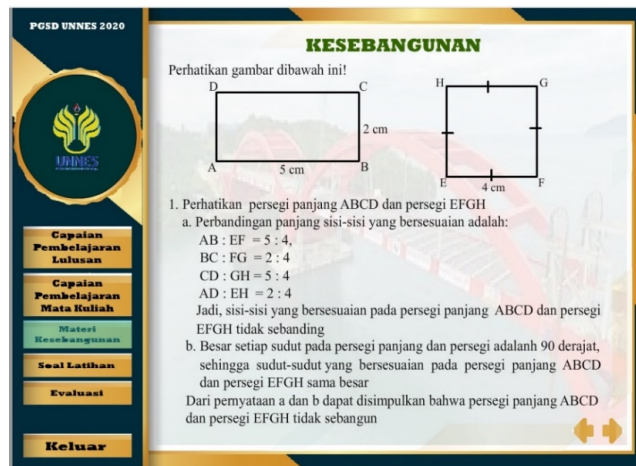 PGSD UNNES 2020
KESEBANGUNAN
Perhatikan gambar dibawah ini!
D
C
2 cm
A
5 cm
B
H
G
E
4 cm
F
UNNES
1. Perhatikan persegi panjang ABCD dan persegi EFGH
a. Perbandingan panjang sisi-sisi yang bersesuaian adalah:
AB : EF = 5 : 4,
BC : FG = 2 : 4
CD : GH = 5 : 4
AD : EH = 2 : 4
Jadi, sisi-sisi yang bersesuaian pada persegi panjang ABCD dan persegi
EFGH tidak sebanding
b. Besar setiap sudut pada persegi panjang dan persegi adalanh 90 derajat,
sehingga sudut-sudut yang bersesuaian pada persegi panjang ABCD
dan persegi EFGH sama besar
Dari pernyataan a dan b dapat disimpulkan bahwa persegi panjang ABCD
dan persegi EFGH tidak sebangun
Capaian
Pembelajaran
Lulusan
Capaian
Pembelajaran
Mata Kuliah
Materi
Kesebangunan
Soal Latihan
Evaluasi
Keluar